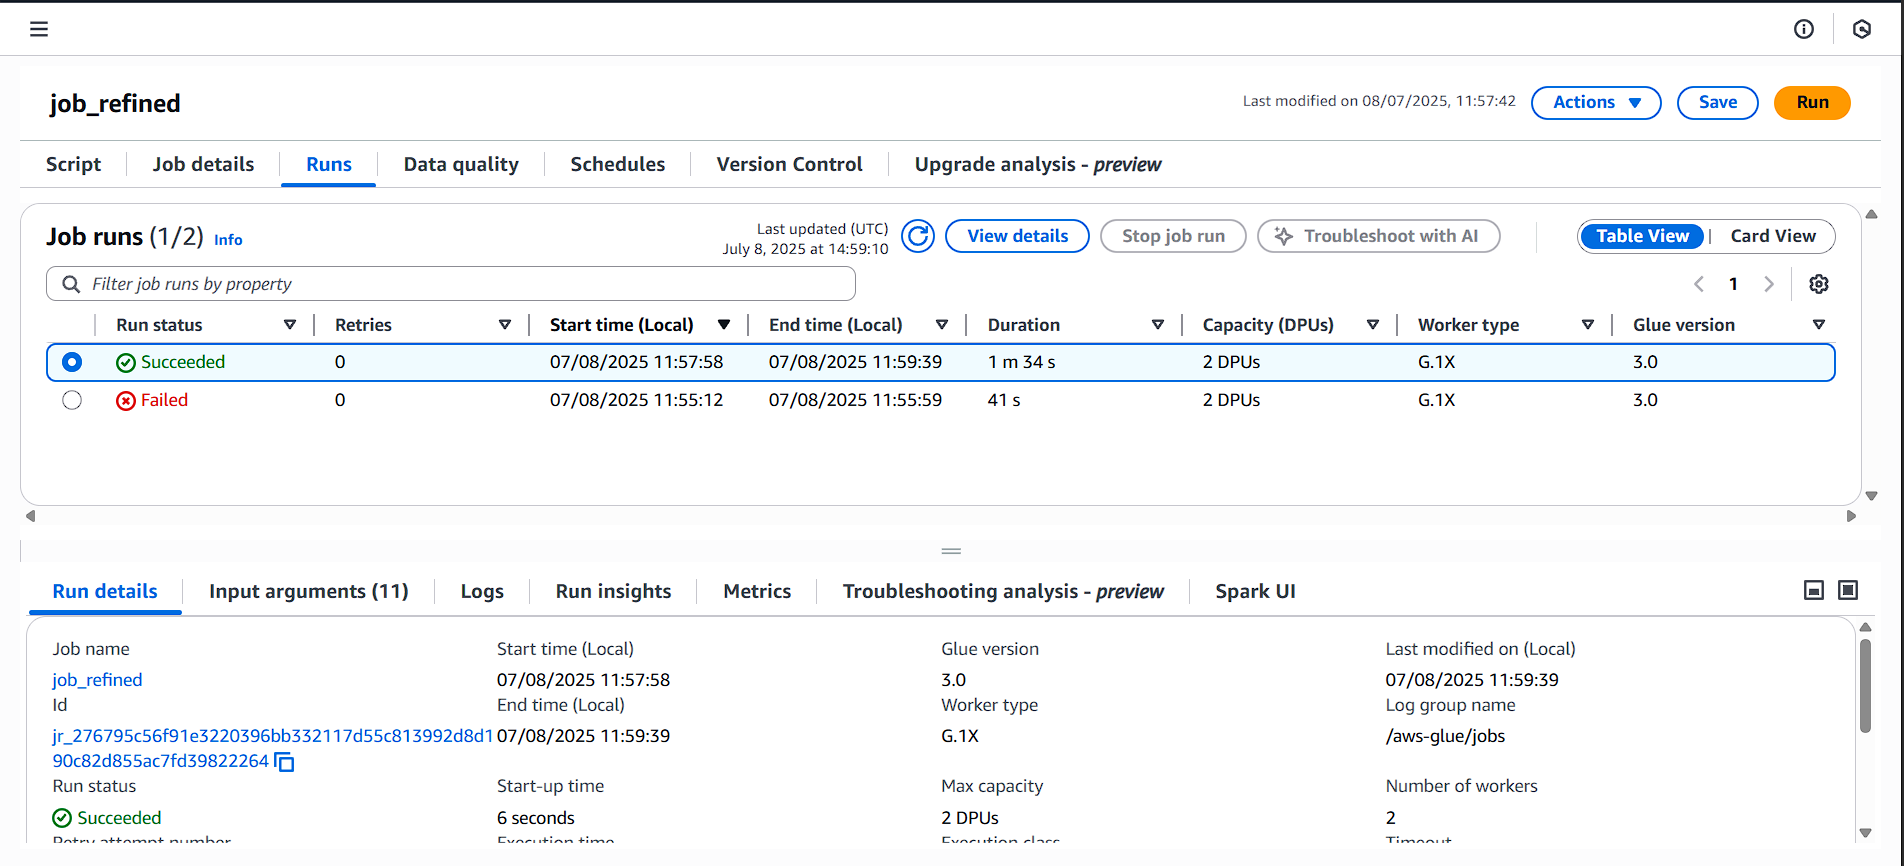 job_refined
Last modified on 08/07/2025, 11:57:42
Actions
Save
Run
Script
Job details
Runs
Data quality
Schedules
Version Control
Upgrade analysis - preview
Job runs (1/2) Info
Last updated (UTC)
July 8, 2025 at 14:59:10
View details
Stop job run
Troubleshoot with AI
Table View
Card View
Filter job runs by property
1
Run status Retries Start time (Local) End time (Local) Duration Capacity (DPUs) Worker type Glue version
Succeeded 0 07/08/2025 11:57:58 07/08/2025 11:59:39 1 m 34 s 2 DPUs G.1X 3.0
Failed 0 07/08/2025 11:55:12 07/08/2025 11:55:59 41 s 2 DPUs G.1X 3.0
Run details
Input arguments (11)
Logs
Run insights
Metrics
Troubleshooting analysis - preview
Spark UI
Job name Start time (Local) Glue version Last modified on (Local)
job_refined 07/08/2025 11:57:58 3.0 07/08/2025 11:59:39
Id End time (Local) Worker type Log group name
jr_276795c56f91e3220396bb332117d55c813992d8d1 07/08/2025 11:59:39 G.1X /aws-glue/jobs
90c82d855ac7fd39822264
Run status Start-up time Max capacity Number of workers
Succeeded 6 seconds 2 DPUs 2
Retry attempt number Execution time Execution class Timeout